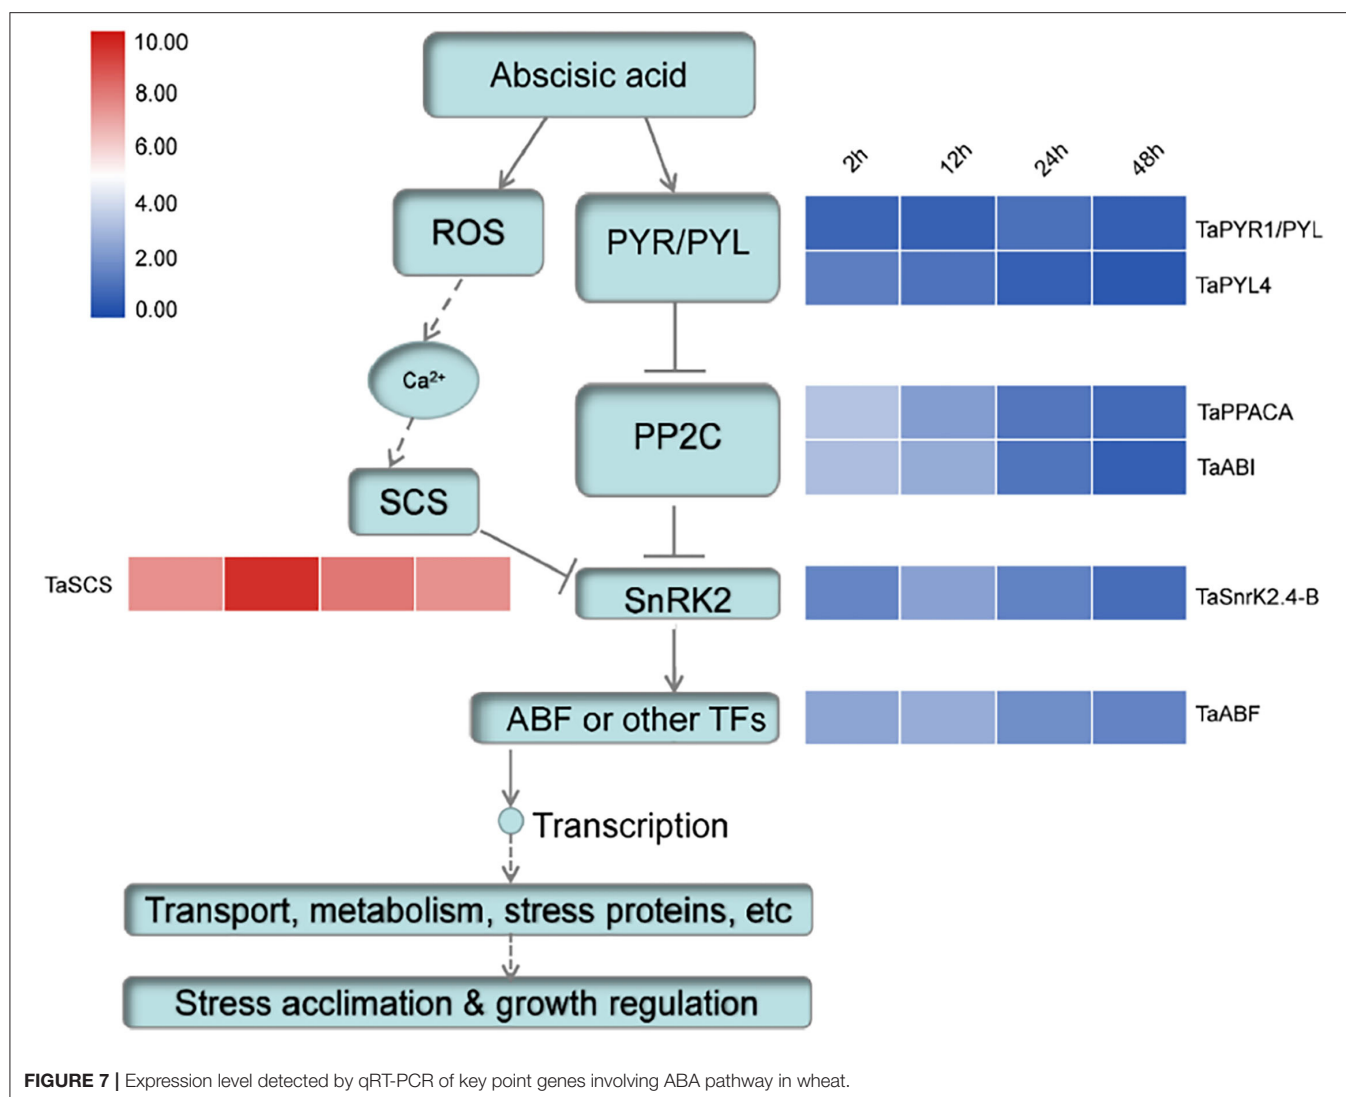 10.00
8.00
6.00
4.00
2.00
0.00
Abscisic acid
2h 12h 24h 48h
ROS
PYR/PYL
TaPYR1/PYL
TaPYL4
Ca²⁺
PP2C
TaPPACA
TaABI
SCS
TaSCS
SnRK2
TaSnrK2.4-B
ABF or other TFs
TaABF
Transcription
Transport, metabolism, stress proteins, etc
Stress acclimation & growth regulation
FIGURE 7 | Expression level detected by qRT-PCR of key point genes involving ABA pathway in wheat.